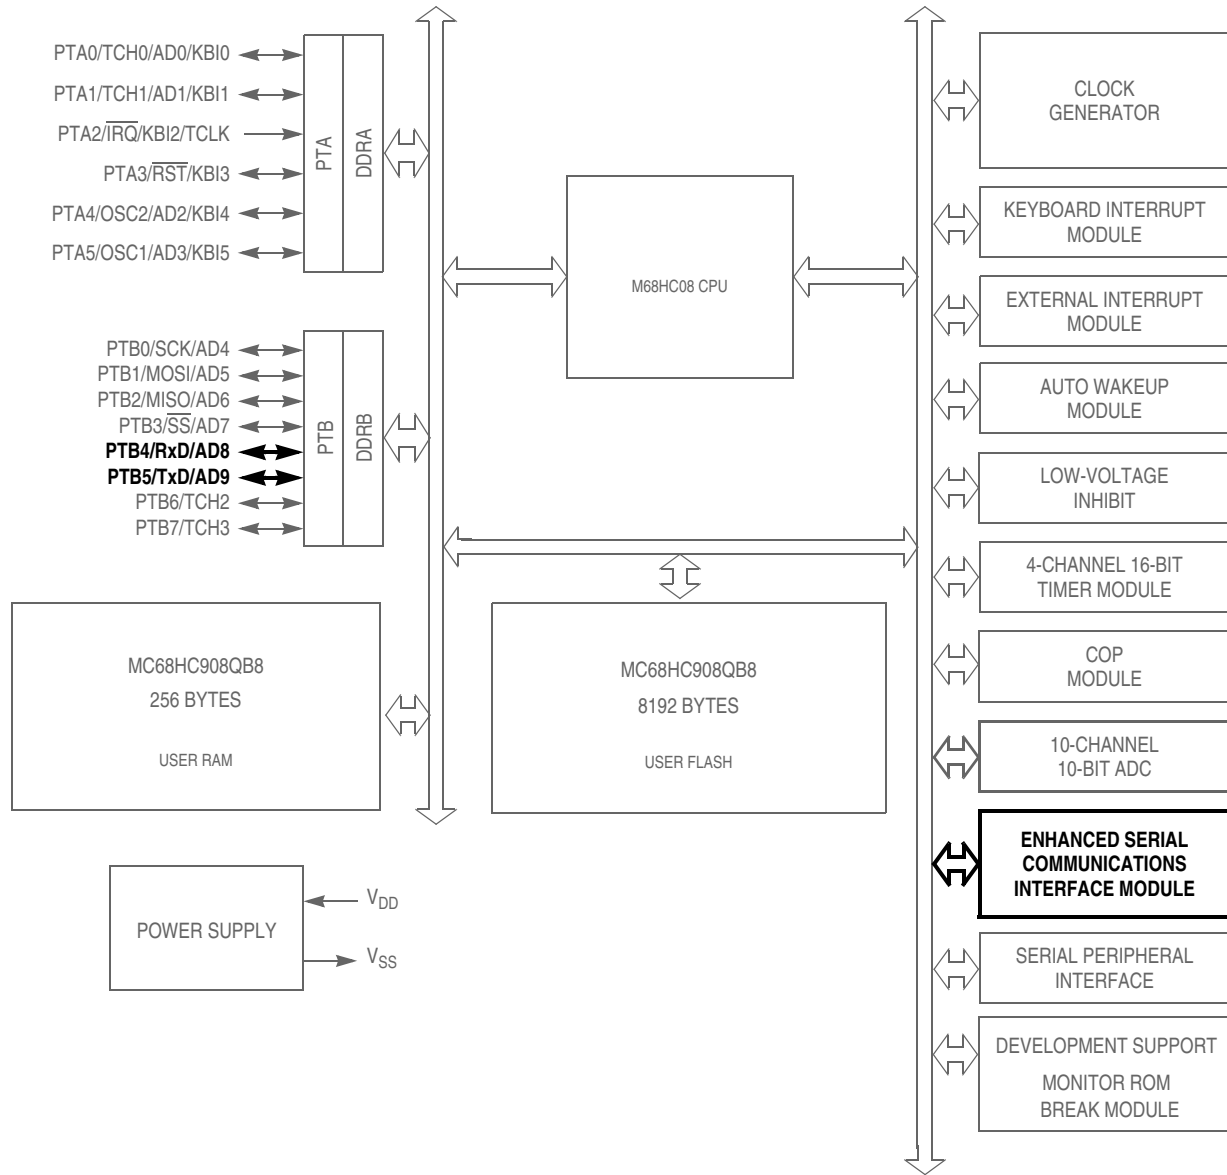 PTA0/TCH0/AD0/KBI0
PTA1/TCH1/AD1/KBI1
PTA2/IRQ/KBI2/TCLK
PTA3/RST/KBI3
PTA4/OSC2/AD2/KBI4
PTA5/OSC1/AD3/KBI5
PTA
DDRA
PTB0/SCK/AD4
PTB1/MOSI/AD5
PTB2/MISO/AD6
PTB3/SS/AD7
PTB4/RxD/AD8
PTB5/TxD/AD9
PTB6/TCH2
PTB7/TCH3
PTB
DDRB
M68HC08 CPU
MC68HC908QB8
256 BYTES
USER RAM
MC68HC908QB8
8192 BYTES
USER FLASH
POWER SUPPLY
VDD
VSS
CLOCK
GENERATOR
KEYBOARD INTERRUPT
MODULE
EXTERNAL INTERRUPT
MODULE
AUTO WAKEUP
MODULE
LOW-VOLTAGE
INHIBIT
4-CHANNEL 16-BIT
TIMER MODULE
COP
MODULE
10-CHANNEL
10-BIT ADC
ENHANCED SERIAL
COMMUNICATIONS
INTERFACE MODULE
SERIAL PERIPHERAL
INTERFACE
DEVELOPMENT SUPPORT
MONITOR ROM
BREAK MODULE